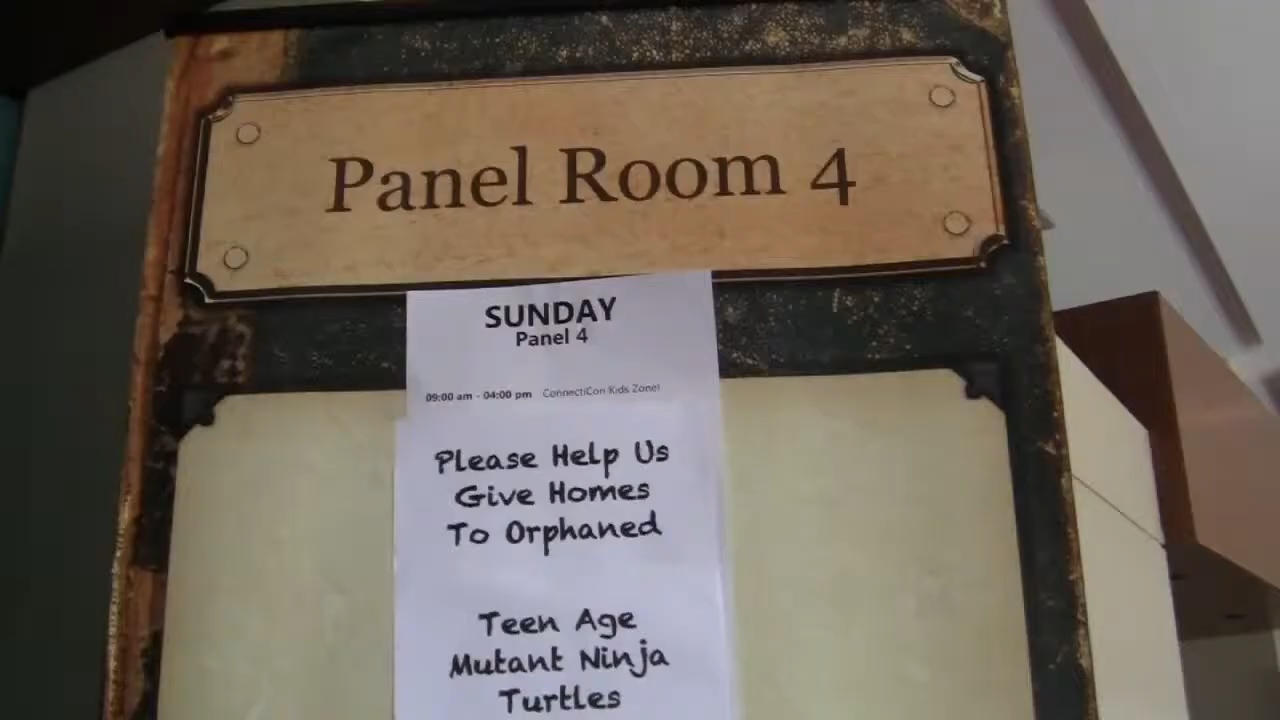 Panel Room 4
SUNDAY
Panel 4
09:00 am - 04:00 pm ConnectiCon Kids Zone!
Please Help Us
Give Homes
To Orphaned
Teen Age
Mutant Ninja
Turtles